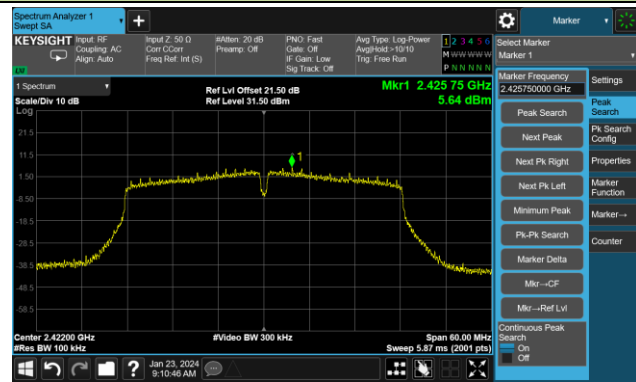 Spectrum Analyzer 1
Swept SA
Marker
KEYSIGHT
Input: RF
Coupling: AC
Align: Auto
Input Z: 50 Ω
Corr CCorr
Freq Ref: Int (S)
#Atten: 20 dB
Preamp: Off
PNO: Fast
Gate: Off
IF Gain: Low
Sig Track: Off
Avg Type: Log-Power
Avg|Hold:>10/10
Trig: Free Run
1 2 3 4 5 6
M W W W W W
P N N N N N
Select Marker
Marker 1
1 Spectrum
Scale/Div 10 dB
Log
Ref Lvl Offset 21.50 dB
Ref Level 31.50 dBm
Mkr1 2.425 75 GHz
5.64 dBm
21.5
11.5
1.50
-8.50
-18.5
-28.5
-38.5
-48.5
-58.5
1
Center 2.42200 GHz
#Res BW 100 kHz
#Video BW 300 kHz
Span 60.00 MHz
Sweep 5.87 ms (2001 pts)
Marker Frequency
2.425750000 GHz
Peak Search
Next Peak
Next Pk Right
Next Pk Left
Minimum Peak
Pk-Pk Search
Marker Delta
Mkr→CF
Mkr→Ref Lvl
Continuous Peak
Search
On
Off
Settings
Peak
Search
Pk Search
Config
Properties
Marker
Function
Marker→
Counter
?
Jan 23, 2024
9:10:46 AM